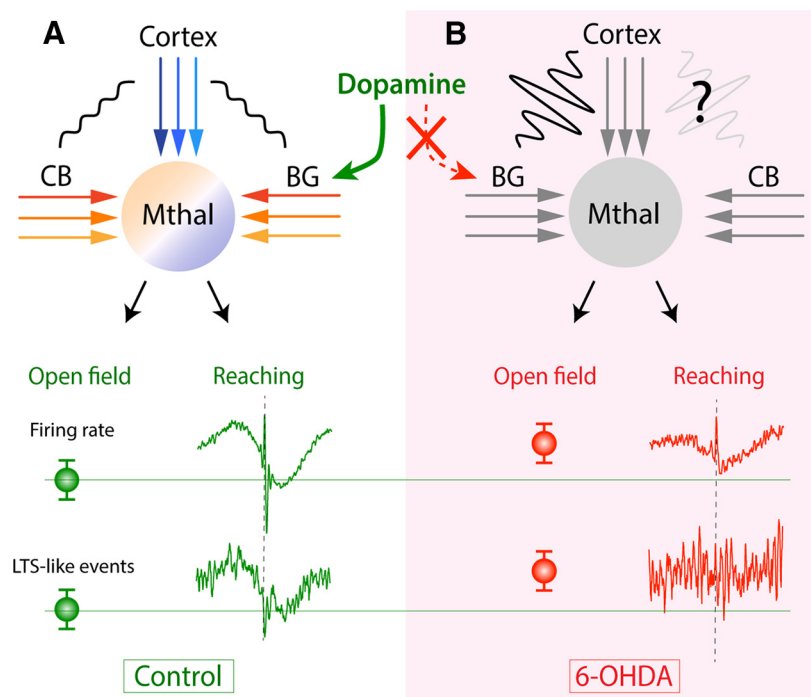 A
B
Cortex
Cortex
Dopamine
?
CB
BG
BG
CB
Mthal
Mthal
Open field
Reaching
Open field
Reaching
Firing rate
LTS-like events
Control
6-OHDA